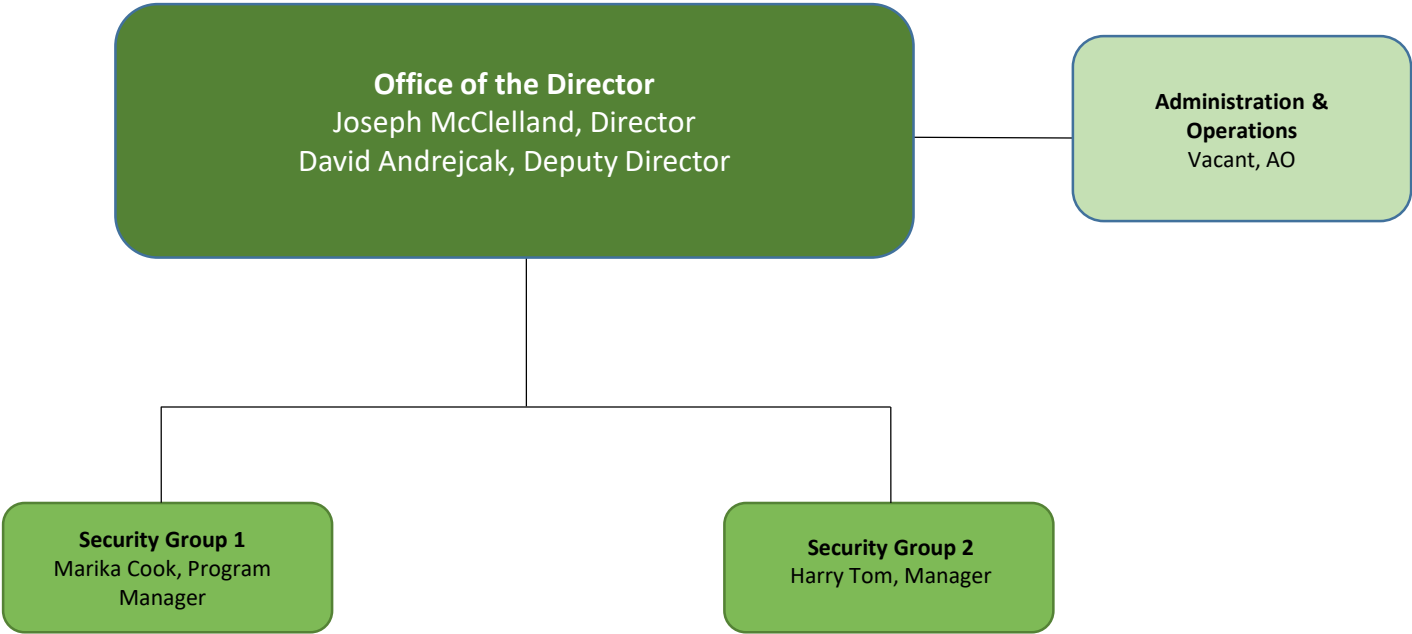 Office of the Director
Joseph McClelland, Director
David Andrejcak, Deputy Director
Administration &
Operations
Vacant, AO
Security Group 1
Marika Cook, Program
Manager
Security Group 2
Harry Tom, Manager